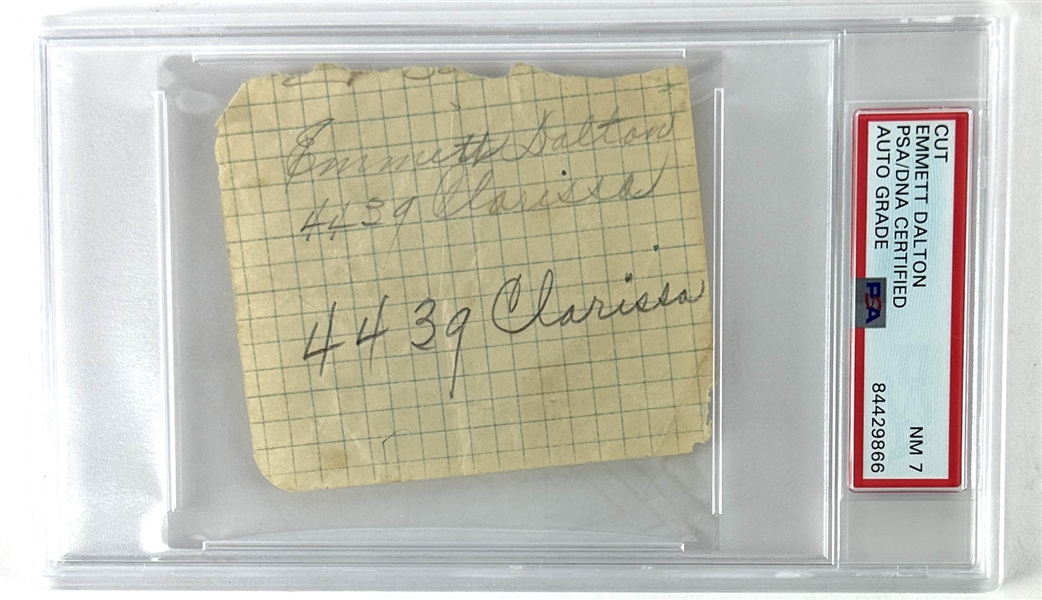 Emmett Dalton
4439 Clarissa
4439 Clarissa
CUT
EMMETT DALTON
PSA/DNA CERTIFIED
AUTO GRADE
PSA
NM 7
84429866